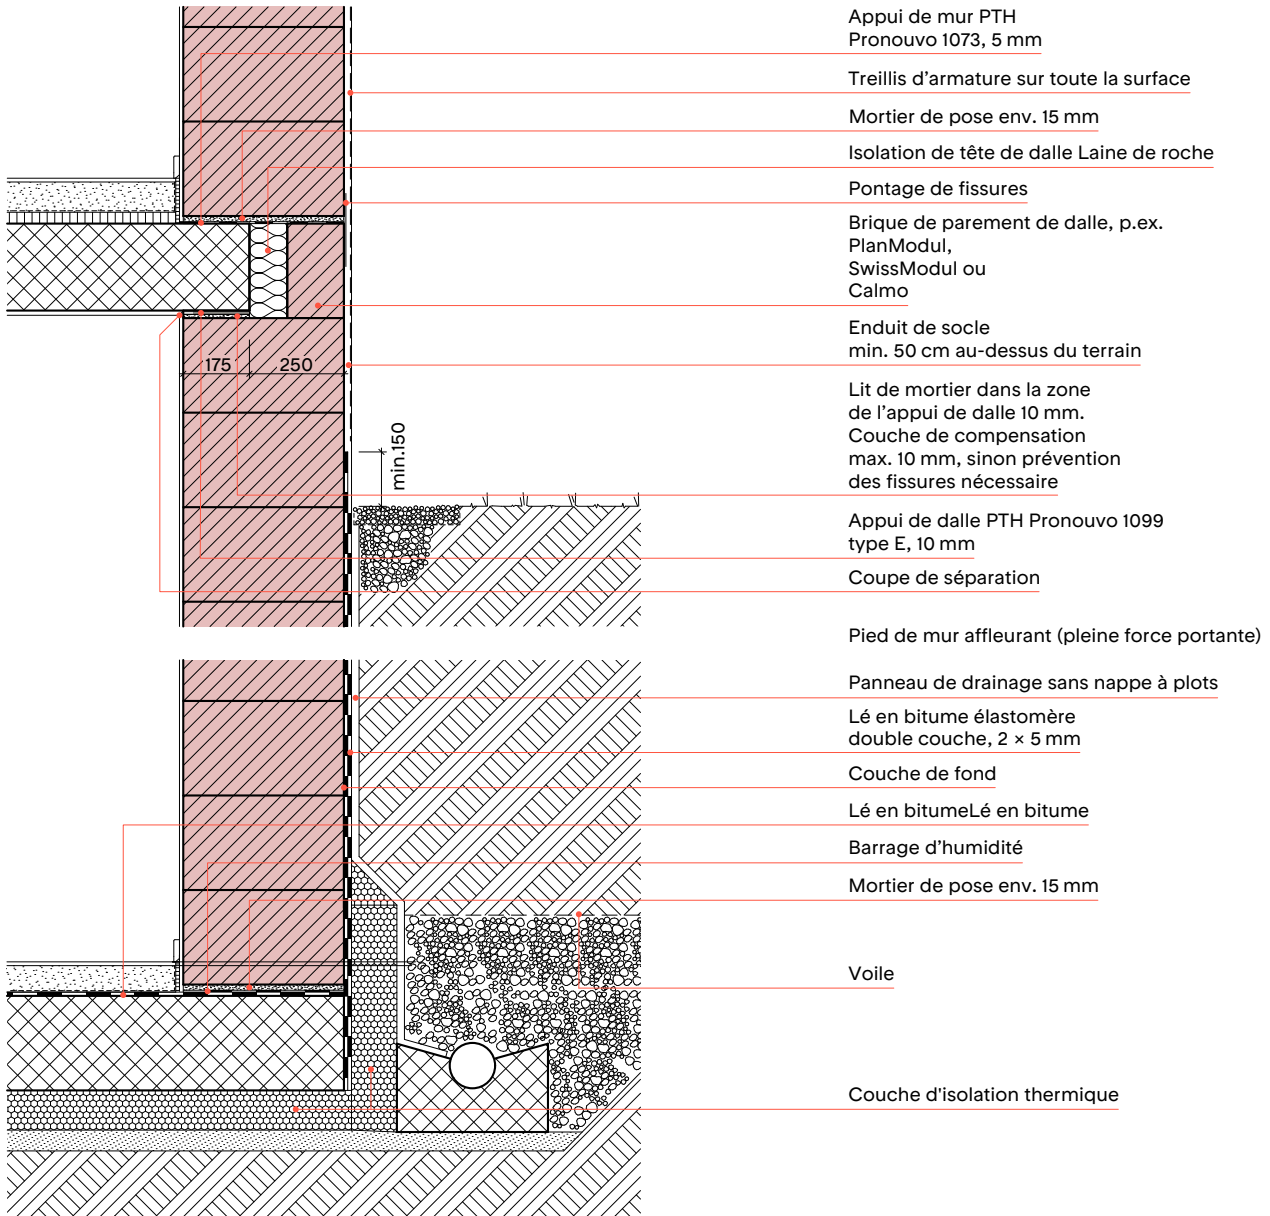 Appui de mur PTH
Pronouvo 1073, 5 mm
Treillis d'armature sur toute la surface
Mortier de pose env. 15 mm
Isolation de tête de dalle Laine de roche
Pontage de fissures
Brique de parement de dalle, p.ex.
PlanModul,
SwissModul ou
Calmo
Enduit de socle
min. 50 cm au-dessus du terrain
175
250
Lit de mortier dans la zone
de l'appui de dalle 10 mm.
Couche de compensation
max. 10 mm, sinon prévention
des fissures nécessaire
min.150
Appui de dalle PTH Pronouvo 1099
type E, 10 mm
Coupe de séparation
Pied de mur affleurant (pleine force portante)
Panneau de drainage sans nappe à plots
Lé en bitume élastomère
double couche, 2 × 5 mm
Couche de fond
Lé en bitumeLé en bitume
Barrage d'humidité
Mortier de pose env. 15 mm
Voile
Couche d'isolation thermique